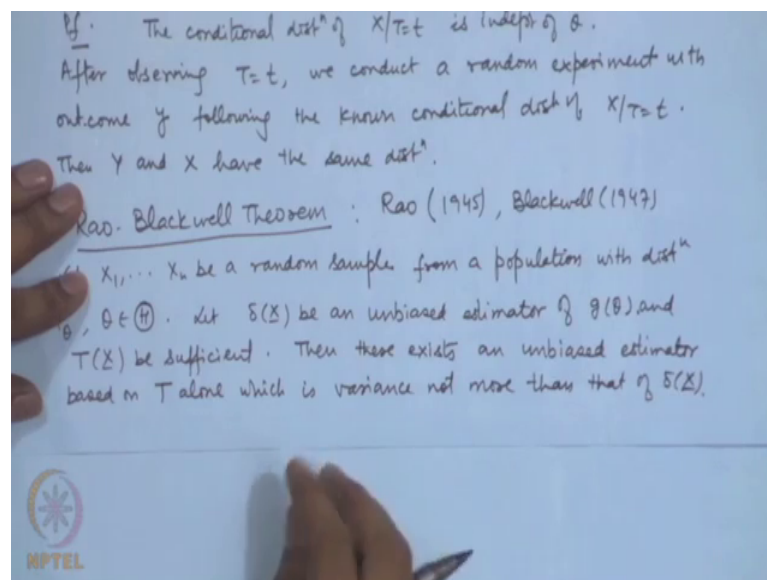 Pf. The conditional distⁿ of X/T=t is indept of θ.
After observing T=t, we conduct a random experiment with
outcome y following the known conditional dist of X/T=t.
Then Y and X have the same distⁿ.
Rao-Blackwell Theorem : Rao (1945), Blackwell (1947)
X₁,... Xₙ be a random sample from a population with distⁿ
θ, θ∈Ⓗ. Let δ(X) be an unbiased estimator of g(θ) and
T(X) be sufficient. Then there exists an unbiased estimator
based on T alone which is variance not more than that of δ(X).
NPTEL